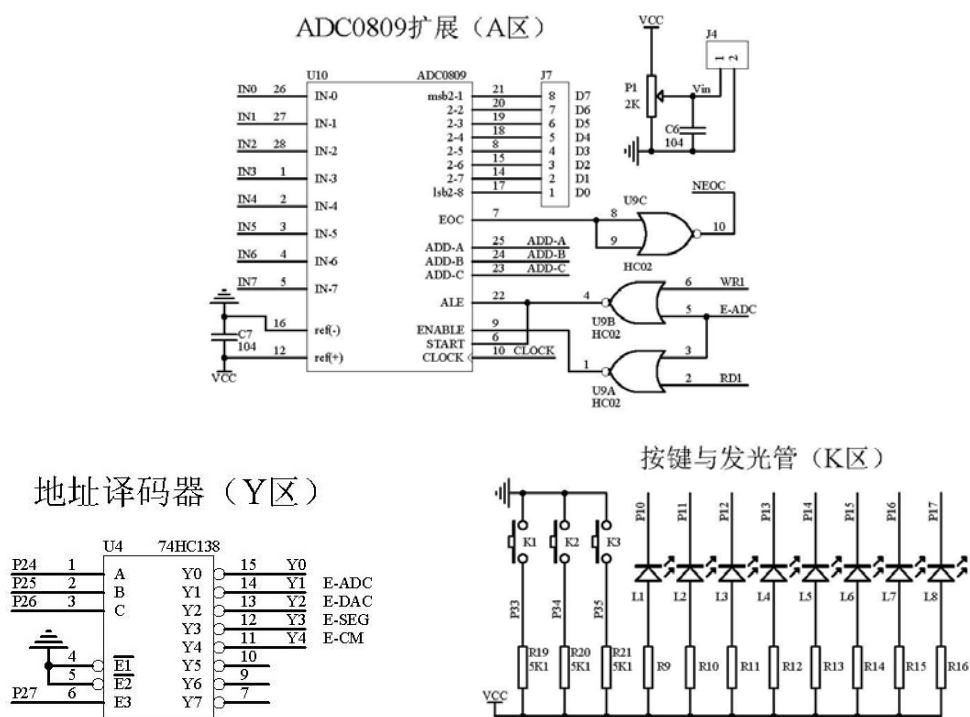 ADC0809扩展（A区）
U10 ADC0809
IN0 26 IN-0
IN1 27 IN-1
IN2 28 IN-2
IN3 1 IN-3
IN4 2 IN-4
IN5 3 IN-5
IN6 4 IN-6
IN7 5 IN-7
16 ref(-)
12 ref(+)
C7
104
VCC
msb2-1 21
2-2 20
2-3 19
2-4 18
2-5 8
2-6 15
2-7 14
lsb2-8 17
EOC 7
ADD-A 25 ADD-A
ADD-B 24 ADD-B
ADD-C 23 ADD-C
ALE 22
ENABLE 9
START 6
CLOCK 10 CLOCK
J7
8 D7
7 D6
6 D5
5 D4
4 D3
3 D2
2 D1
1 D0
VCC
J4
1 2
P1
2K
Vin
C6
104
NEOC
U9C
8
9
10
HC02
4
U9B
HC02
6 WR1
5 E-ADC
1
U9A
HC02
3
2 RD1
地址译码器（Y区）
U4 74HC138
P24 1 A
P25 2 B
P26 3 C
4 E1
5 E2
P27 6 E3
Y0 15 Y0
Y1 14 Y1 E-ADC
Y2 13 Y2 E-DAC
Y3 12 Y3 E-SEG
Y4 11 Y4 E-CM
Y5 10
Y6 9
Y7 7
按键与发光管（K区）
K1 K2 K3
P33 P34 P35
R19 R20 R21
5K1 5K1 5K1
P10 P11 P12 P13 P14 P15 P16 P17
L1 L2 L3 L4 L5 L6 L7 L8
R9 R10 R11 R12 R13 R14 R15 R16
VCC